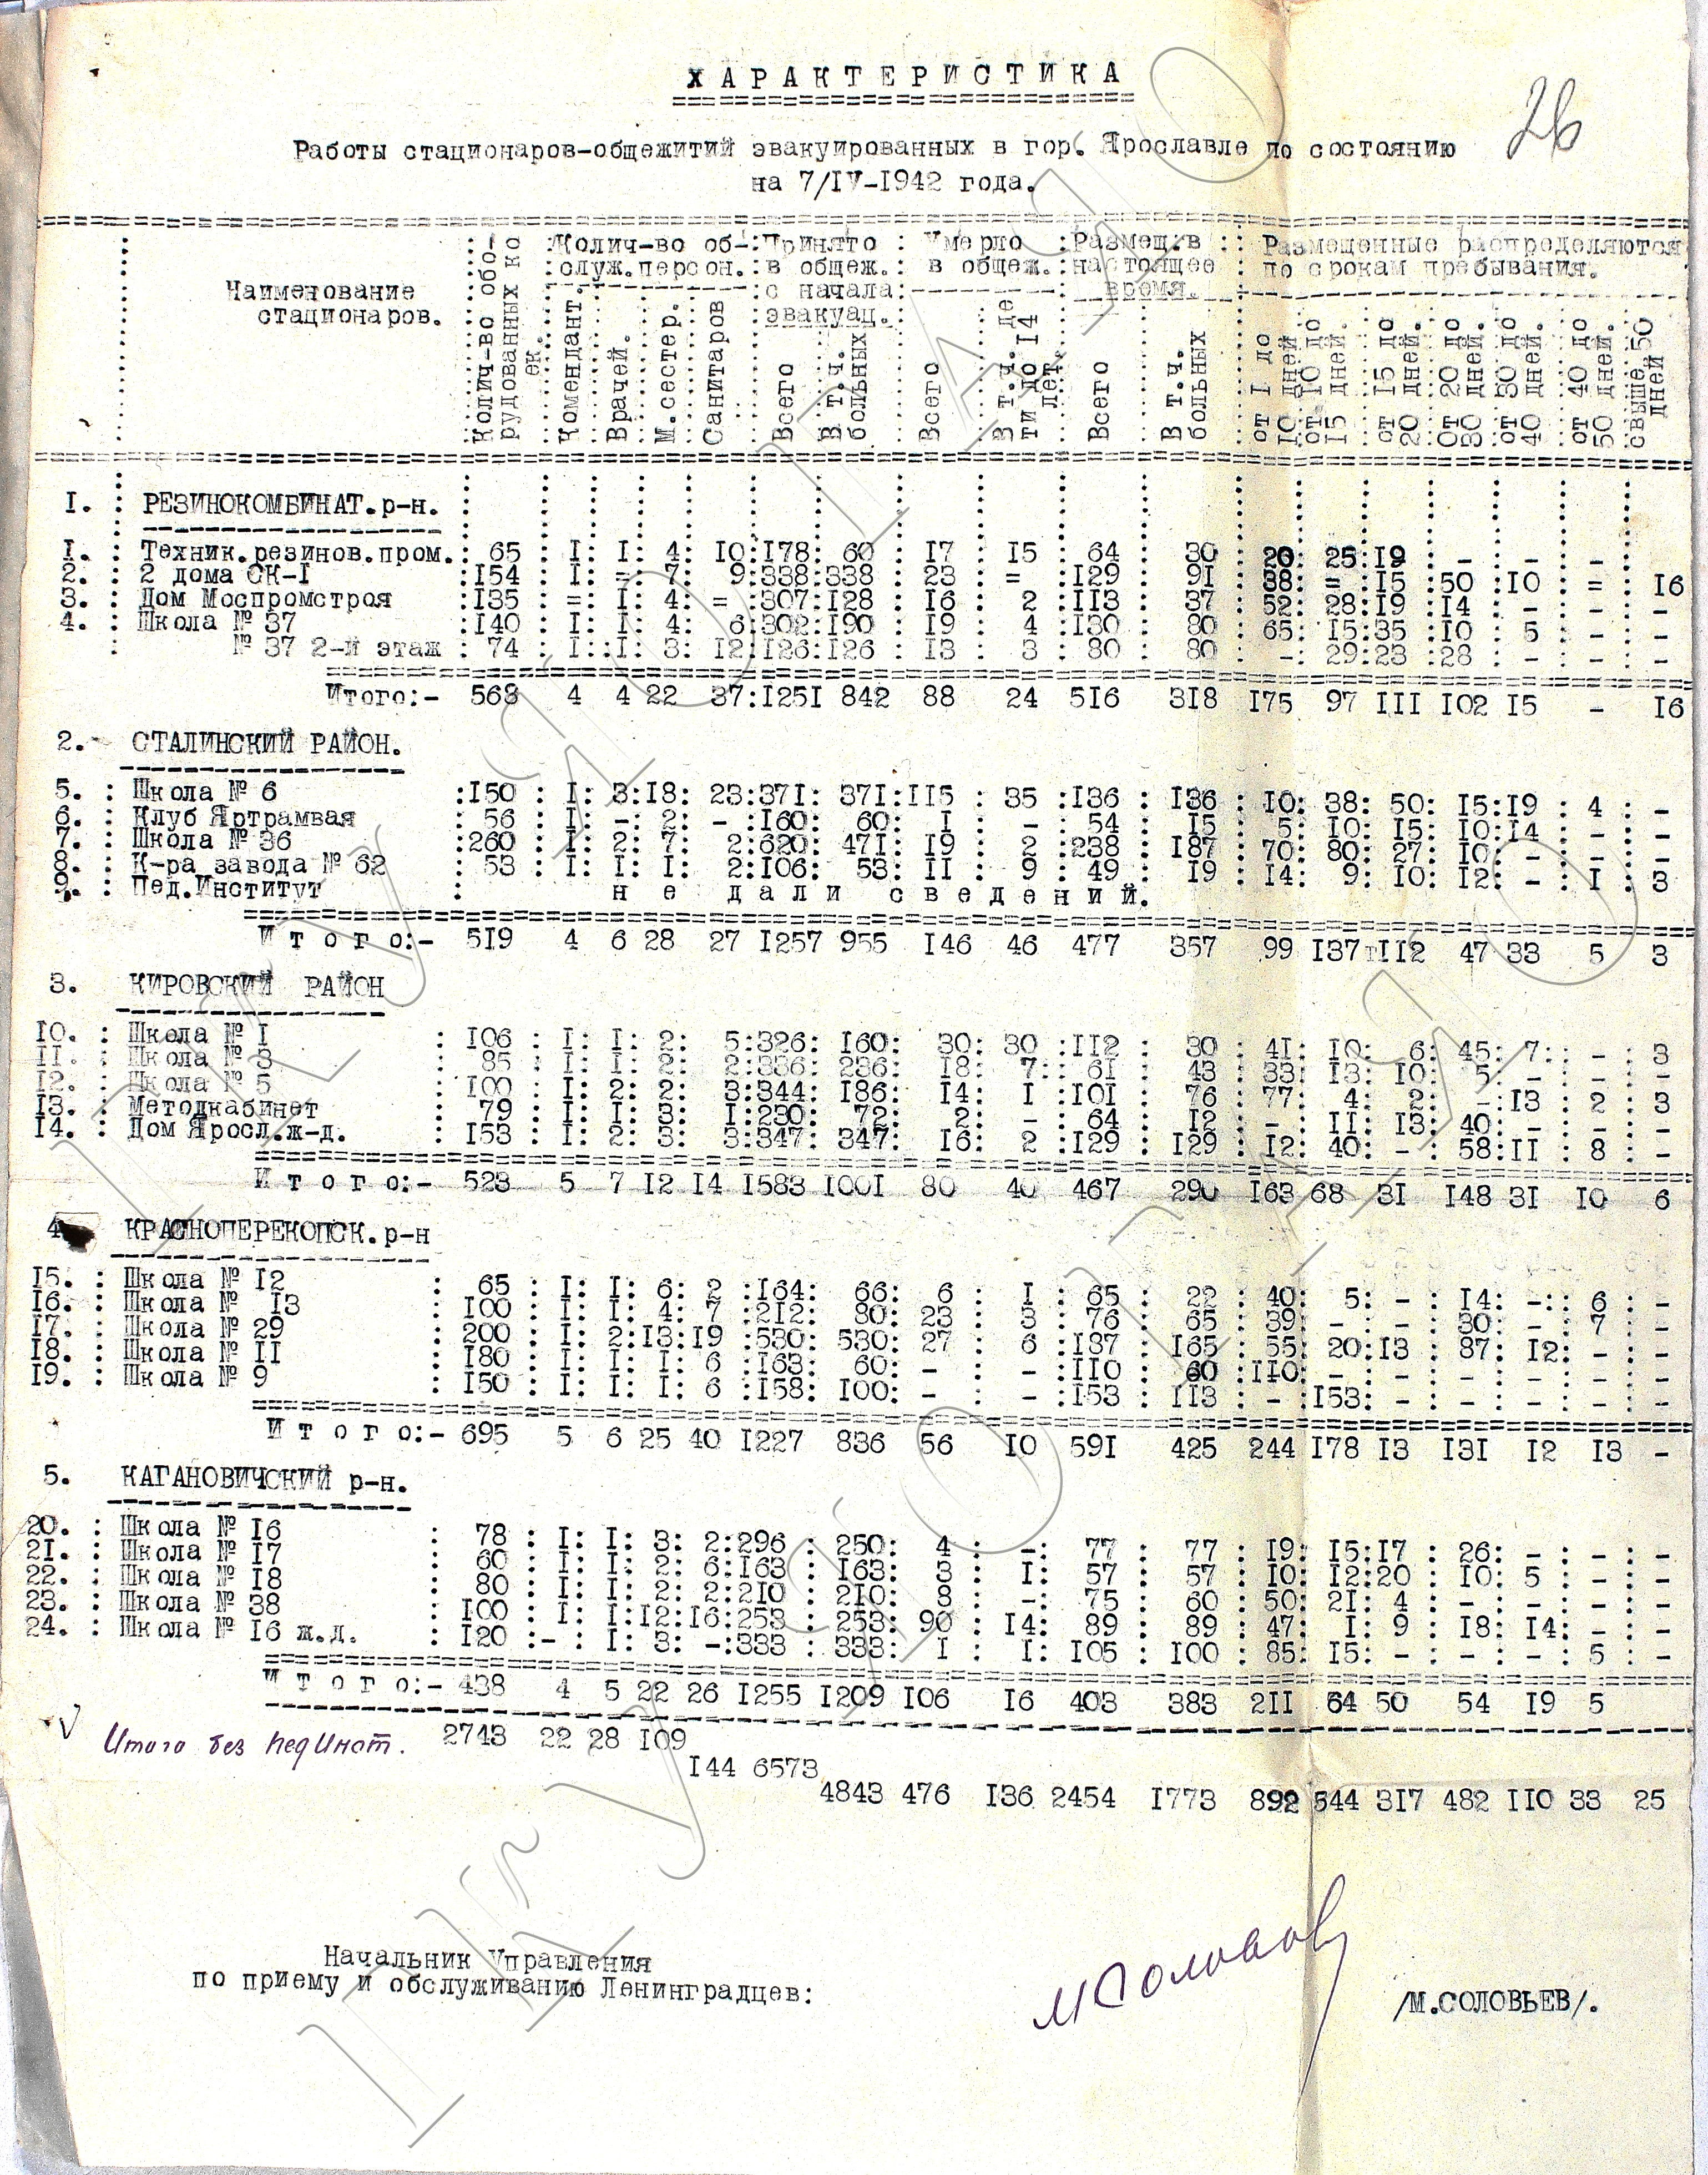 ХАРАКТЕРИСТИКА
26
Работы стационаров-общежитий эвакуированных в гор. Ярославле по состоянию
на 7/IV-1942 года.
Наименование стационаров.
Колич-во оборудованных коек.
Колич-во обслуж.персон.
Комендант.
Врачей.
М.сестер.
Санитаров
Принято в общеж. с начала эвакуац.
Всего
В т.ч. больных
Умерло в общеж.
Всего
В т.ч. дети до 14 лет.
Размещ.в настоящее время.
Всего
В т.ч. больных
Размещенные распределяются по срокам пребывания.
от I до 10 дней
от 10 до 15 дней.
от 15 до 20 дней.
От 20 до 30 дней.
от 30 до 40 дней.
от 40 до 50 дней.
свыше 50 дней
I. : РЕЗИНОКОМБИНАТ.р-н.
I. : Техник.резинов.пром. : 65 : I : I : 4 : 10 : 178 : 60 : 17 : 15 : 64 : 30 : 20 : 25 : 19 : - : - : - : -
2. : 2 дома СК-I : 154 : I : = : 7 : 9 : 338 : 338 : 23 : = : 129 : 91 : 38 : = : 15 : 50 : 10 : = : 16
3. : Дом Моспромстроя : 135 : = : I : 4 : = : 307 : 128 : 16 : 2 : 113 : 37 : 52 : 28 : 19 : 14 : - : - : -
4. : Школа № 37 : 140 : I : I : 4 : 6 : 302 : 190 : 19 : 4 : 130 : 80 : 65 : 15 : 35 : 10 : 5 : - : -
№ 37 2-й этаж : 74 : I : I : 3 : 12 : 126 : 126 : 13 : 3 : 80 : 80 : - : 29 : 23 : 28 : - : - : -
Итого:- 568 4 4 22 37 : 1251 842 88 24 516 318 175 97 111 102 15 - 16
2.- СТАЛИНСКИЙ РАЙОН.
5. : Школа № 6 : 150 : I : 3 : 18 : 23 : 371 : 371 : 115 : 35 : 136 : 136 : 10 : 38 : 50 : 15 : 19 : 4 : -
6. : Клуб Яртрамвая : 56 : I : - : 2 : - : 160 : 60 : I : - : 54 : 15 : 5 : 10 : 15 : 10 : 14 : - : -
7. : Школа № 36 : 260 : I : 2 : 7 : 2 : 620 : 471 : 19 : 2 : 238 : 187 : 70 : 80 : 27 : 10 : - : - : -
8. : К-ра завода № 62 : 53 : I : I : I : 2 : 106 : 53 : 11 : 9 : 49 : 19 : 14 : 9 : 10 : 12 : - : I : 3
9. : Пед.Институт : не дали сведений.
Итого:- 519 4 6 28 27 1257 955 146 46 477 357 99 137 112 47 33 5 3
3. КИРОВСКИЙ РАЙОН
10. : Школа № I : 106 : I : I : 2 : 5 : 326 : 160 : 30 : 30 : 112 : 30 : 41 : 10 : 6 : 45 : 7 : - : 3
11. : Школа № 3 : 85 : I : I : 2 : 2 : 336 : 236 : 18 : 7 : 61 : 43 : 33 : 13 : 10 : 5 : - : - : -
12. : Школа № 5 : 100 : I : 2 : 2 : 3 : 344 : 186 : 14 : I : 101 : 76 : 77 : 4 : 2 : - : 13 : 2 : 3
13. : Методкабинет : 79 : I : I : 3 : I : 230 : 72 : 2 : - : 64 : 12 : - : 11 : 13 : 40 : - : - : -
14. : Дом Яросл.ж-д. : 153 : I : 2 : 3 : 3 : 347 : 347 : 16 : 2 : 129 : 129 : 12 : 40 : - : 58 : 11 : 8 : -
Итого:- 523 5 7 12 14 1583 1001 80 40 467 290 163 68 31 148 31 10 6
4 КРАСНОПЕРЕКОПСК.р-н
15. : Школа № 12 : 65 : I : I : 6 : 2 : 164 : 66 : 6 : I : 65 : 22 : 40 : 5 : - : 14 : - : 6 : -
16. : Школа № 13 : 100 : I : I : 4 : 7 : 212 : 80 : 23 : 3 : 76 : 65 : 39 : - : - : 30 : - : 7 : -
17. : Школа № 29 : 200 : I : 2 : 13 : 19 : 530 : 530 : 27 : 6 : 187 : 165 : 55 : 20 : 13 : 87 : 12 : - : -
18. : Школа № 11 : 180 : I : I : I : 6 : 163 : 60 : - : - : 110 : 60 : 110 : - : - : - : - : - : -
19. : Школа № 9 : 150 : I : I : I : 6 : 158 : 100 : - : - : 153 : 113 : - : 153 : - : - : - : - : -
Итого:- 695 5 6 25 40 1227 836 56 10 591 425 244 178 13 131 12 13 -
5. КАГАНОВИЧСКИЙ р-н.
20. : Школа № 16 : 78 : I : I : 3 : 2 : 296 : 250 : 4 : - : 77 : 77 : 19 : 15 : 17 : 26 : - : - : -
21. : Школа № 17 : 60 : I : I : 2 : 6 : 163 : 163 : 3 : I : 57 : 57 : 10 : 12 : 20 : 10 : 5 : - : -
22. : Школа № 18 : 80 : I : I : 2 : 2 : 210 : 210 : 8 : - : 75 : 60 : 50 : 21 : 4 : - : - : - : -
23. : Школа № 38 : 100 : I : I : 12 : 16 : 253 : 253 : 90 : 14 : 89 : 89 : 47 : I : 9 : 18 : 14 : - : -
24. : Школа № 16 ж.д. : 120 : - : I : 3 : - : 333 : 333 : I : I : 105 : 100 : 85 : 15 : - : - : - : 5 : -
Итого:- 438 4 5 22 26 1255 1209 106 16 403 383 211 64 50 54 19 5
V Итого без пединст. 2743 22 28 109
144 6573
4843 476 136 2454 1773 892 544 317 482 110 33 25
Начальник Управления
по приему и обслуживанию Ленинградцев:
М Соловьев
/М.СОЛОВЬЕВ/.
ГКУ ЯО ГАЯО
ГКУ ЯО ГАЯО